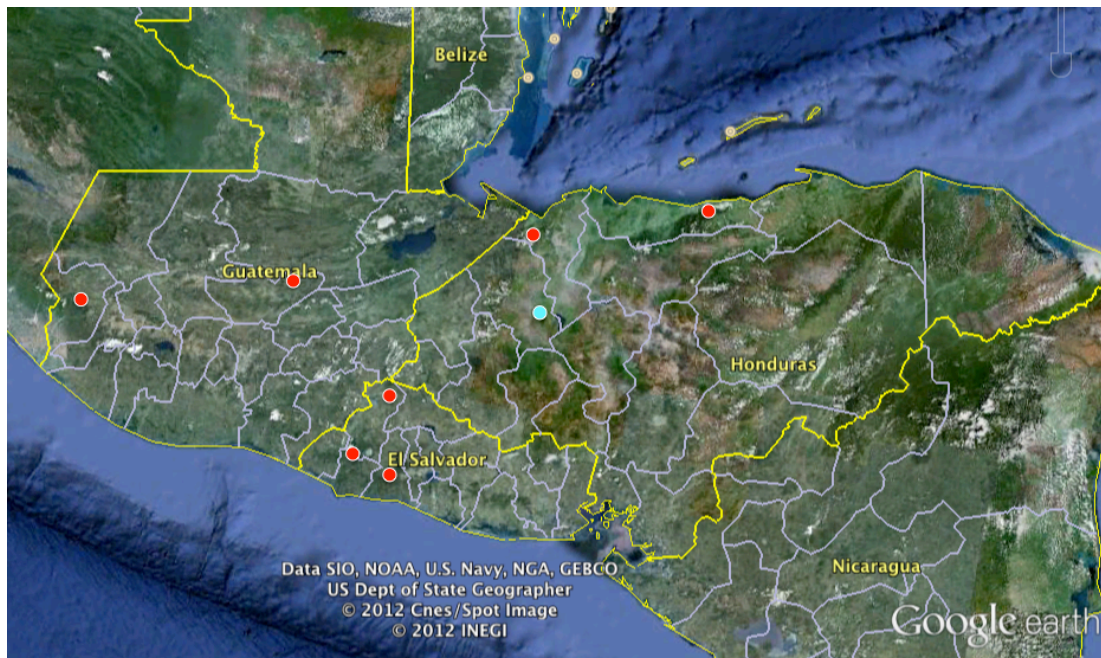 Belize
Guatemala
Honduras
El Salvador
Nicaragua
Data SIO, NOAA, U.S. Navy, NGA, GEBCO
US Dept of State Geographer
© 2012 Cnes/Spot Image
© 2012 INEGI
Google earth